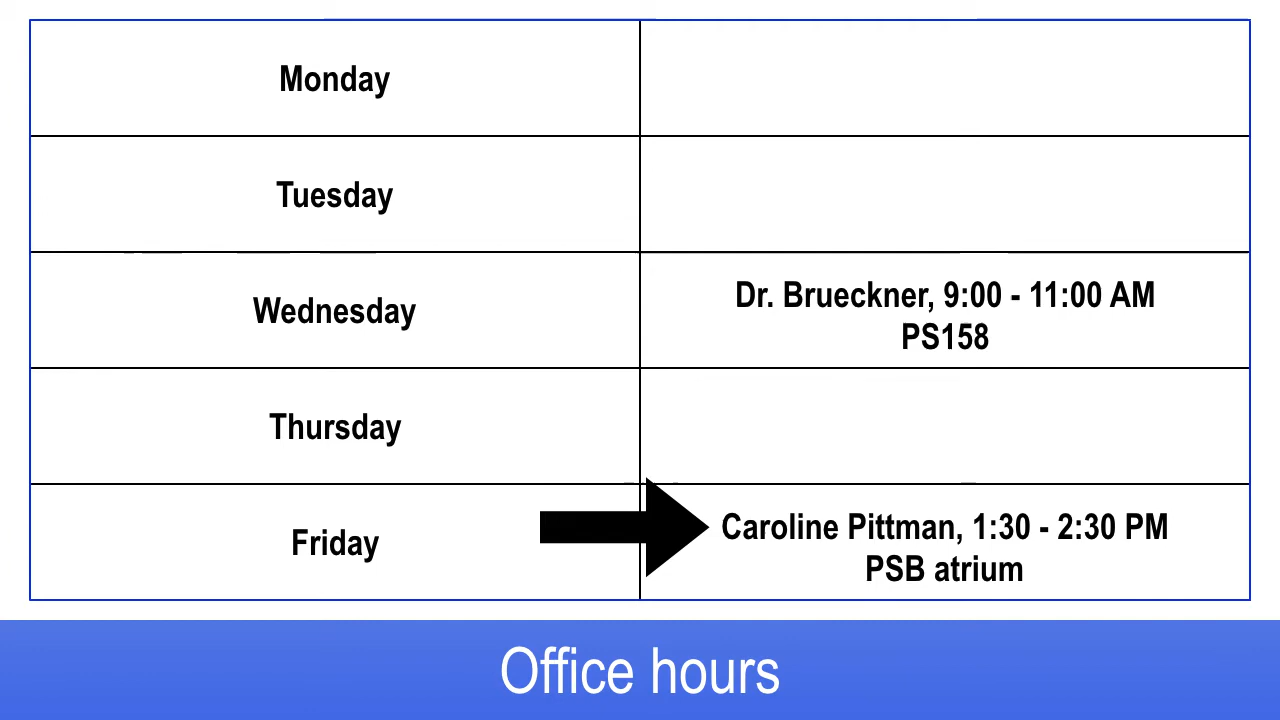 Monday
Tuesday
Wednesday
Dr. Brueckner, 9:00 - 11:00 AM
PS158
Thursday
Friday
Caroline Pittman, 1:30 - 2:30 PM
PSB atrium
Office hours